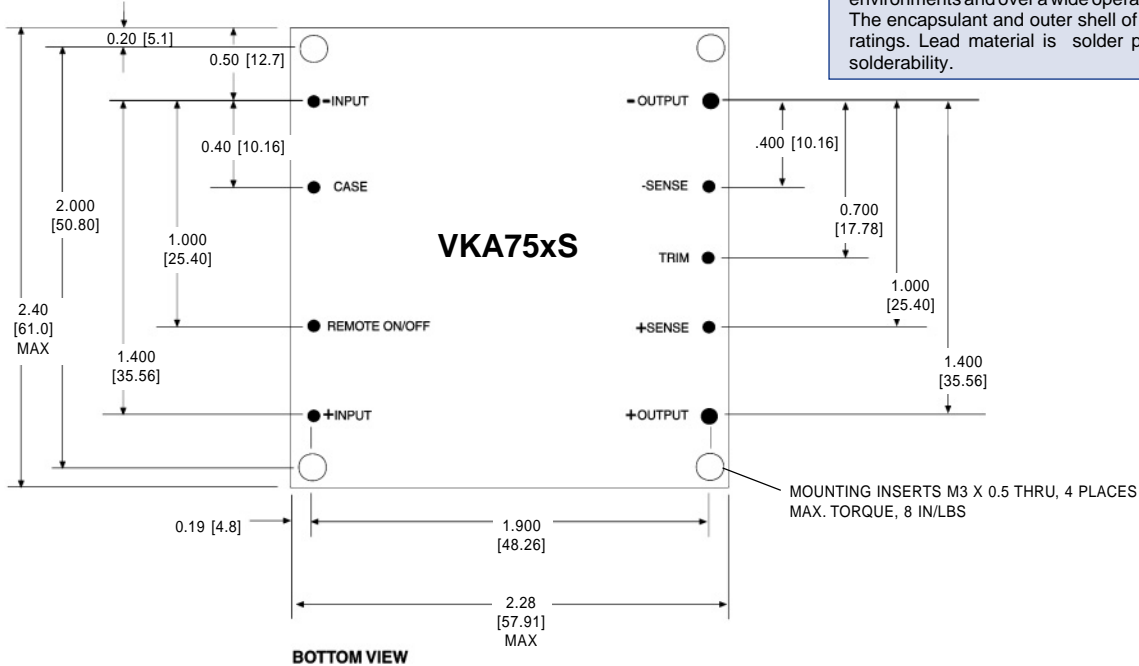 environments and over a wide opera
The encapsulant and outer shell of
ratings. Lead material is solder p
solderability.
0.20 [5.1]
0.50 [12.7]
-INPUT
-OUTPUT
0.40 [10.16]
.400 [10.16]
CASE
-SENSE
2.000
[50.80]
0.700
[17.78]
1.000
[25.40]
VKA75xS
TRIM
1.000
[25.40]
2.40
[61.0]
MAX
REMOTE ON/OFF
+SENSE
1.400
[35.56]
1.400
[35.56]
+INPUT
+OUTPUT
MOUNTING INSERTS M3 X 0.5 THRU, 4 PLACES
MAX. TORQUE, 8 IN/LBS
0.19 [4.8]
1.900
[48.26]
2.28
[57.91]
MAX
BOTTOM VIEW